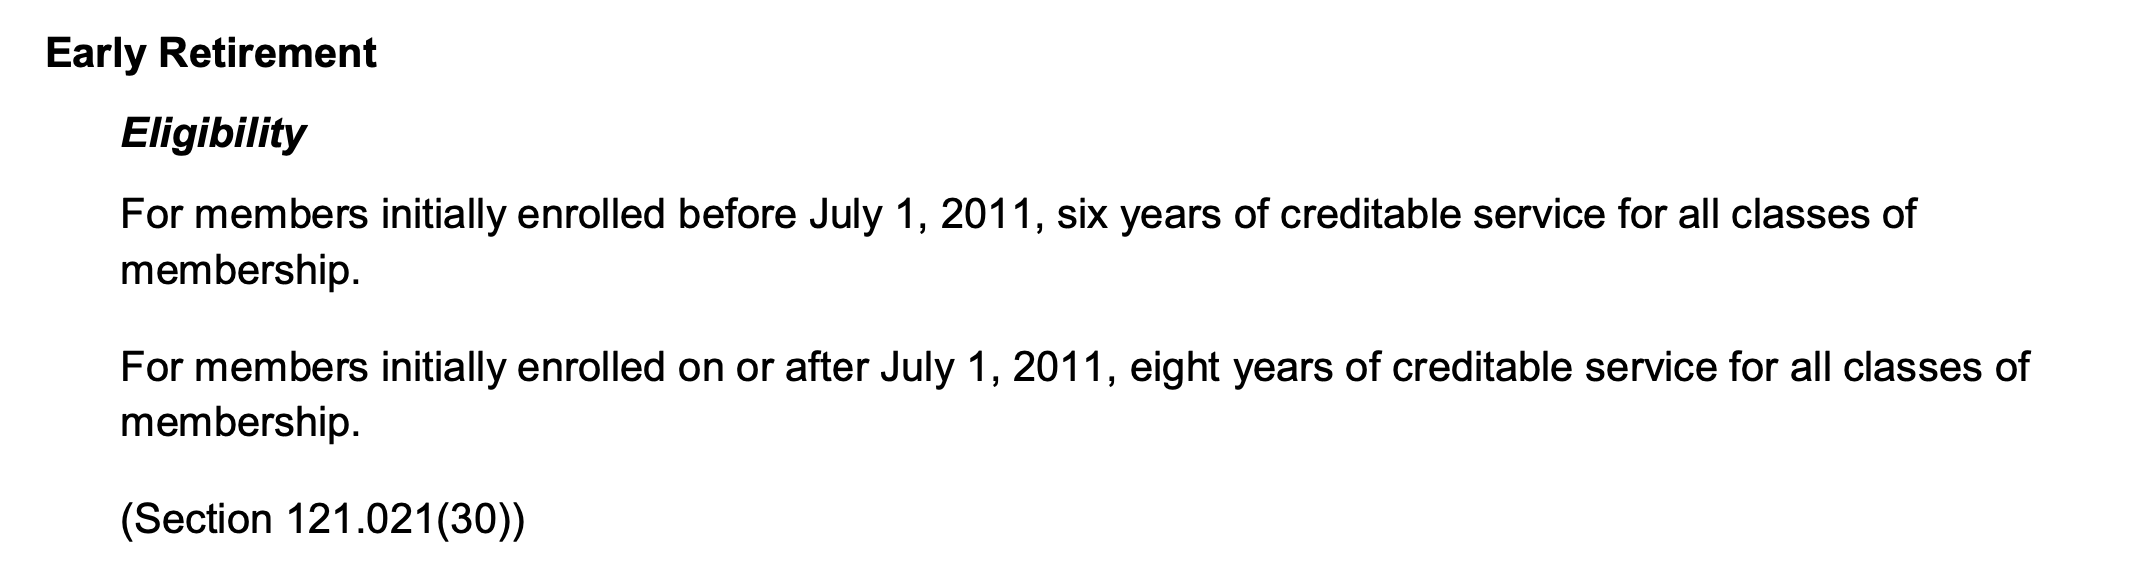 Early Retirement
Eligibility
For members initially enrolled before July 1, 2011, six years of creditable service for all classes of
membership.
For members initially enrolled on or after July 1, 2011, eight years of creditable service for all classes of
membership.
(Section 121.021(30))